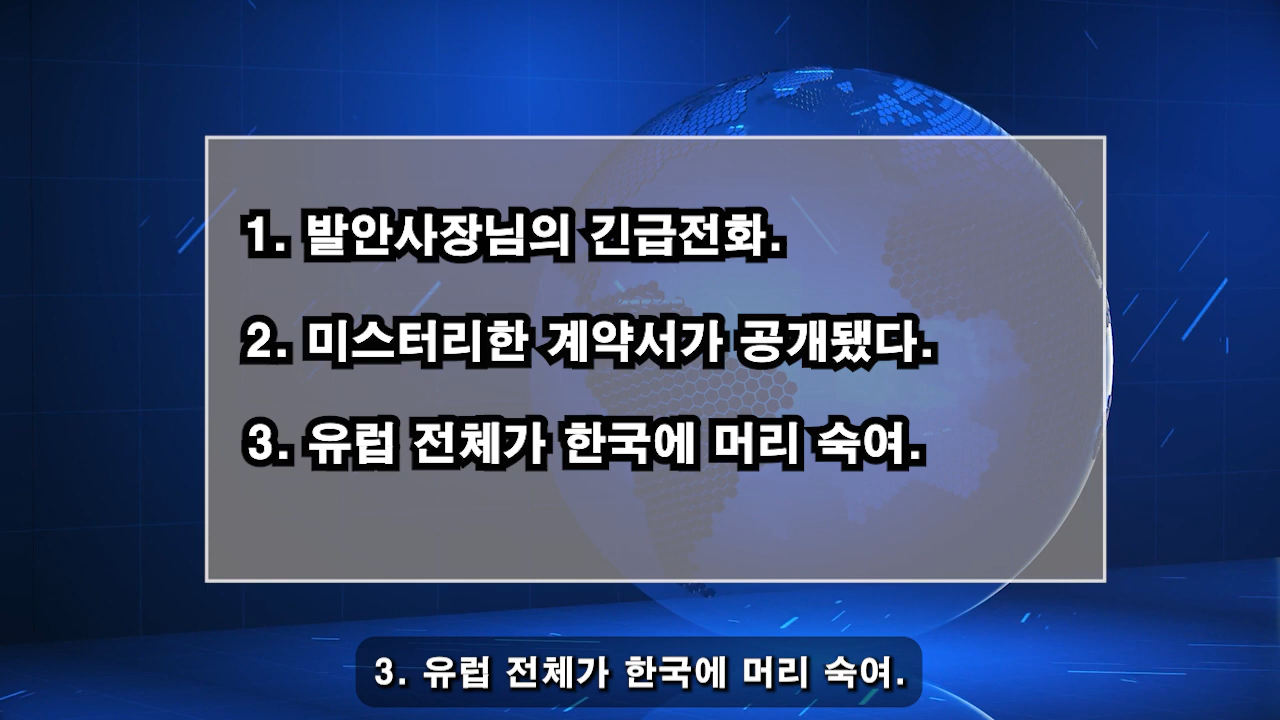 1. 발안사장님의 긴급전화.
2. 미스터리한 계약서가 공개됐다.
3. 유럽 전체가 한국에 머리 숙여.
3. 유럽 전체가 한국에 머리 숙여.